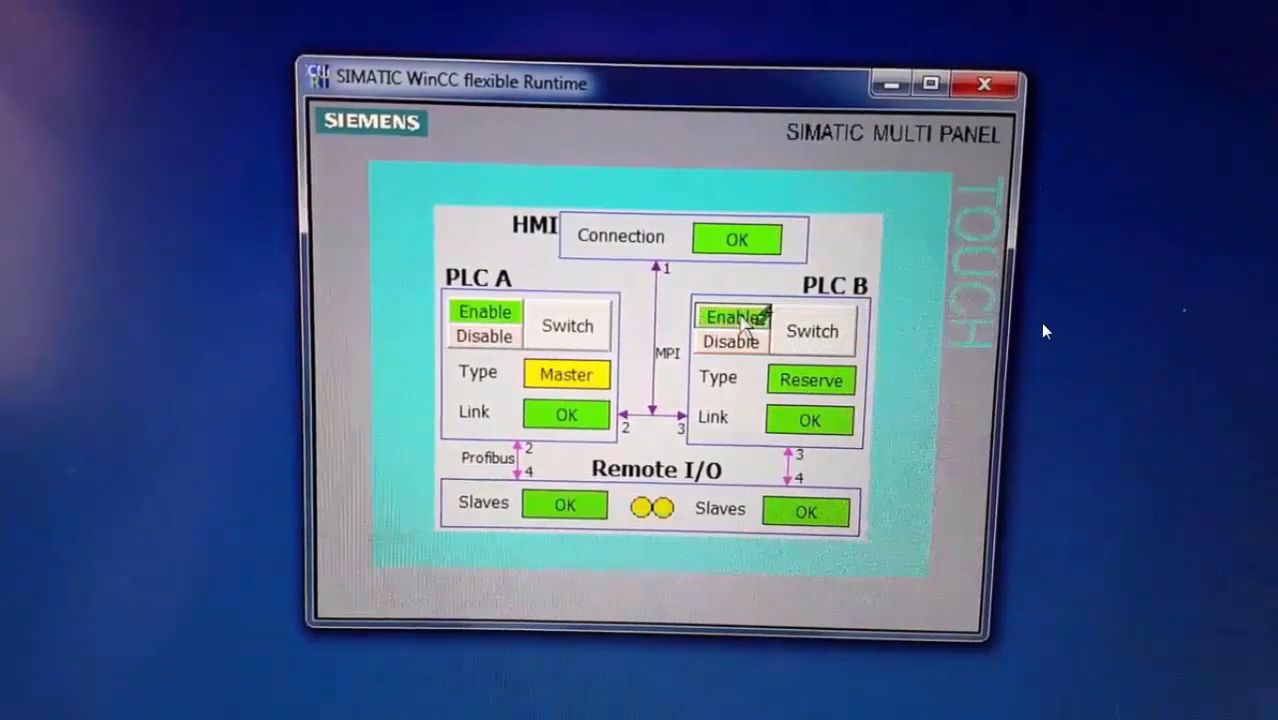 SIMATIC WinCC flexible Runtime
SIEMENS
SIMATIC MULTI PANEL
TOUCH
HMI
Connection
OK
1
PLC A
Enable
Disable
Switch
Type
Master
Link
OK
MPI
2
3
PLC B
Enable
Disable
Switch
Type
Reserve
Link
OK
Profibus
2
4
3
4
Remote I/O
Slaves
OK
Slaves
OK